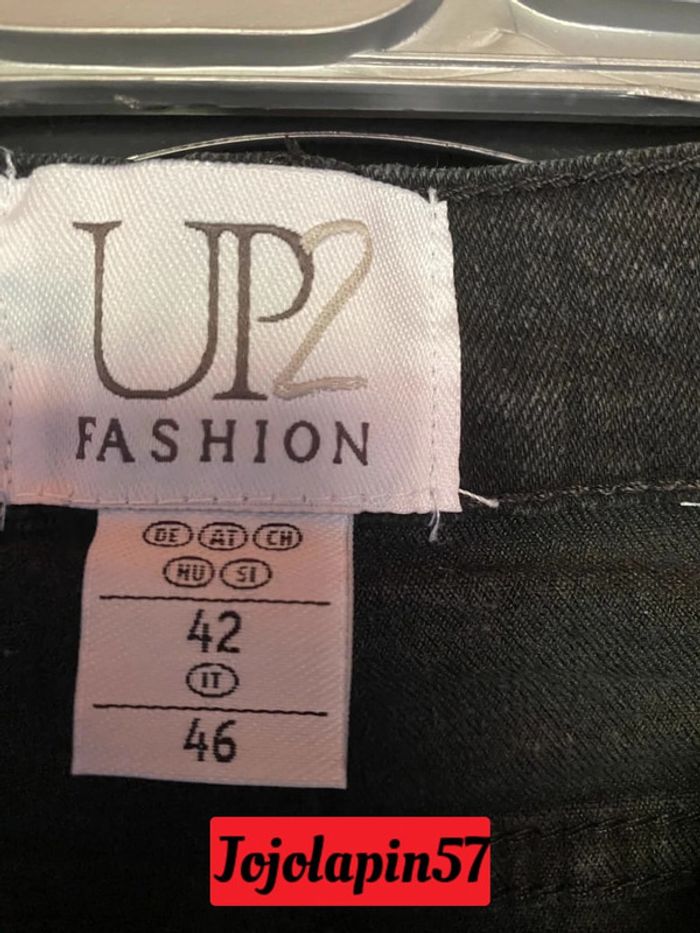 UP2
FASHION
DE AT CH
HU SI
42
IT
46
Jojolapin57